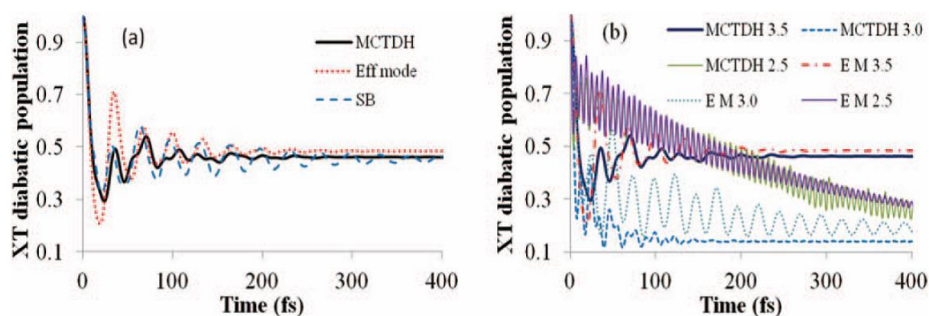 (a)
MCTDH
Eff mode
SB
XT diabatic population
0.9
0.7
0.5
0.3
0.1
0 100 200 300 400
Time (fs)
(b)
MCTDH 3.5 MCTDH 3.0
MCTDH 2.5 E M 3.5
E M 3.0 E M 2.5
XT diabatic population
0.9
0.7
0.5
0.3
0.1
0 100 200 300 400
Time (fs)